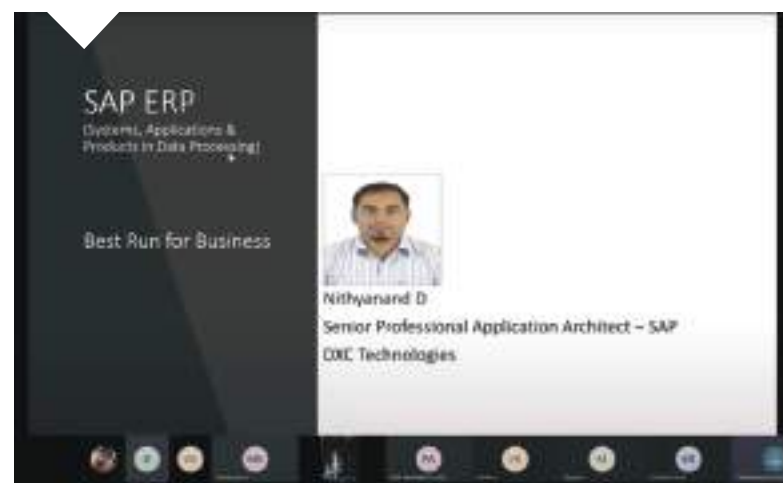 SAP ERP
(Systems, Applications &
Products in Data Processing)
Best Run for Business
Nithyanand D
Senior Professional Application Architect – SAP
DXC Technologies
PA